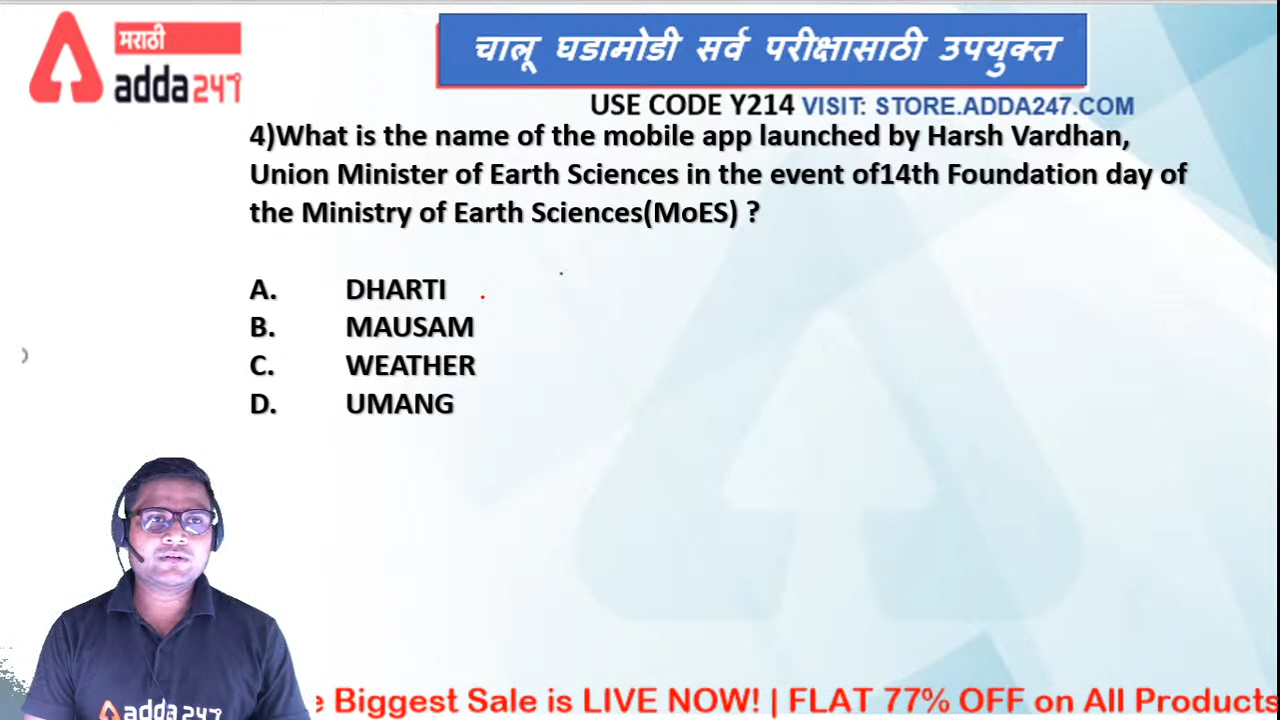 मराठी
adda247
चालू घडामोडी सर्व परीक्षासाठी उपयुक्त
USE CODE Y214 VISIT: STORE.ADDA247.COM
4)What is the name of the mobile app launched by Harsh Vardhan,
Union Minister of Earth Sciences in the event of14th Foundation day of
the Ministry of Earth Sciences(MoES) ?
A. DHARTI
B. MAUSAM
C. WEATHER
D. UMANG
adda247
e Biggest Sale is LIVE NOW! | FLAT 77% OFF on All Products